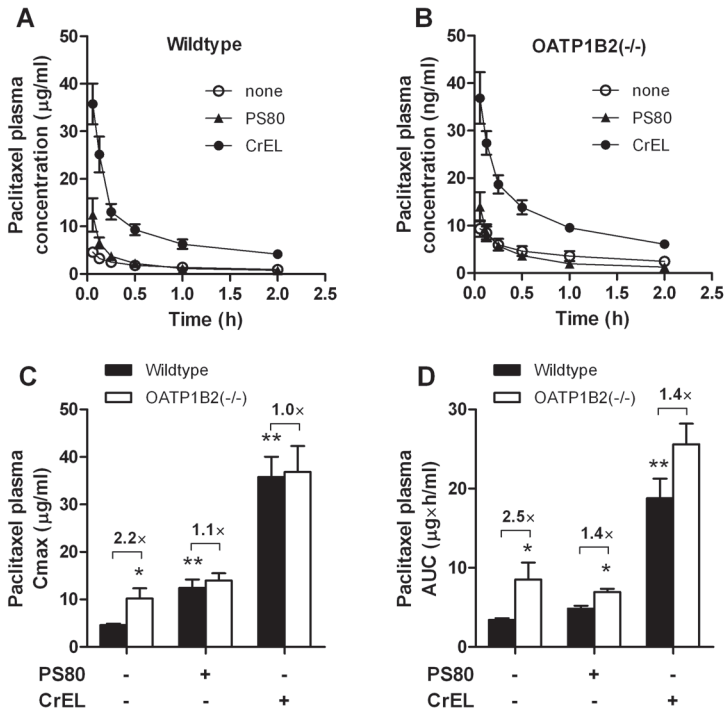 A
Wildtype
Paclitaxel plasma
concentration (μg/ml)
50
40
30
20
10
0
none
PS80
CrEL
0.0 0.5 1.0 1.5 2.0 2.5
Time (h)
B
OATP1B2(-/-)
Paclitaxel plasma
concentration (ng/ml)
50
40
30
20
10
0
none
PS80
CrEL
0.0 0.5 1.0 1.5 2.0 2.5
Time (h)
C
Wildtype
OATP1B2(-/-)
Paclitaxel plasma
Cmax (μg/ml)
50
40
30
20
10
0
2.2×
*
1.1×
**
1.0×
**
PS80 - + -
CrEL - - +
D
Wildtype
OATP1B2(-/-)
Paclitaxel plasma
AUC (μg×h/ml)
30
20
10
0
2.5×
*
1.4×
*
1.4×
**
PS80 - + -
CrEL - - +